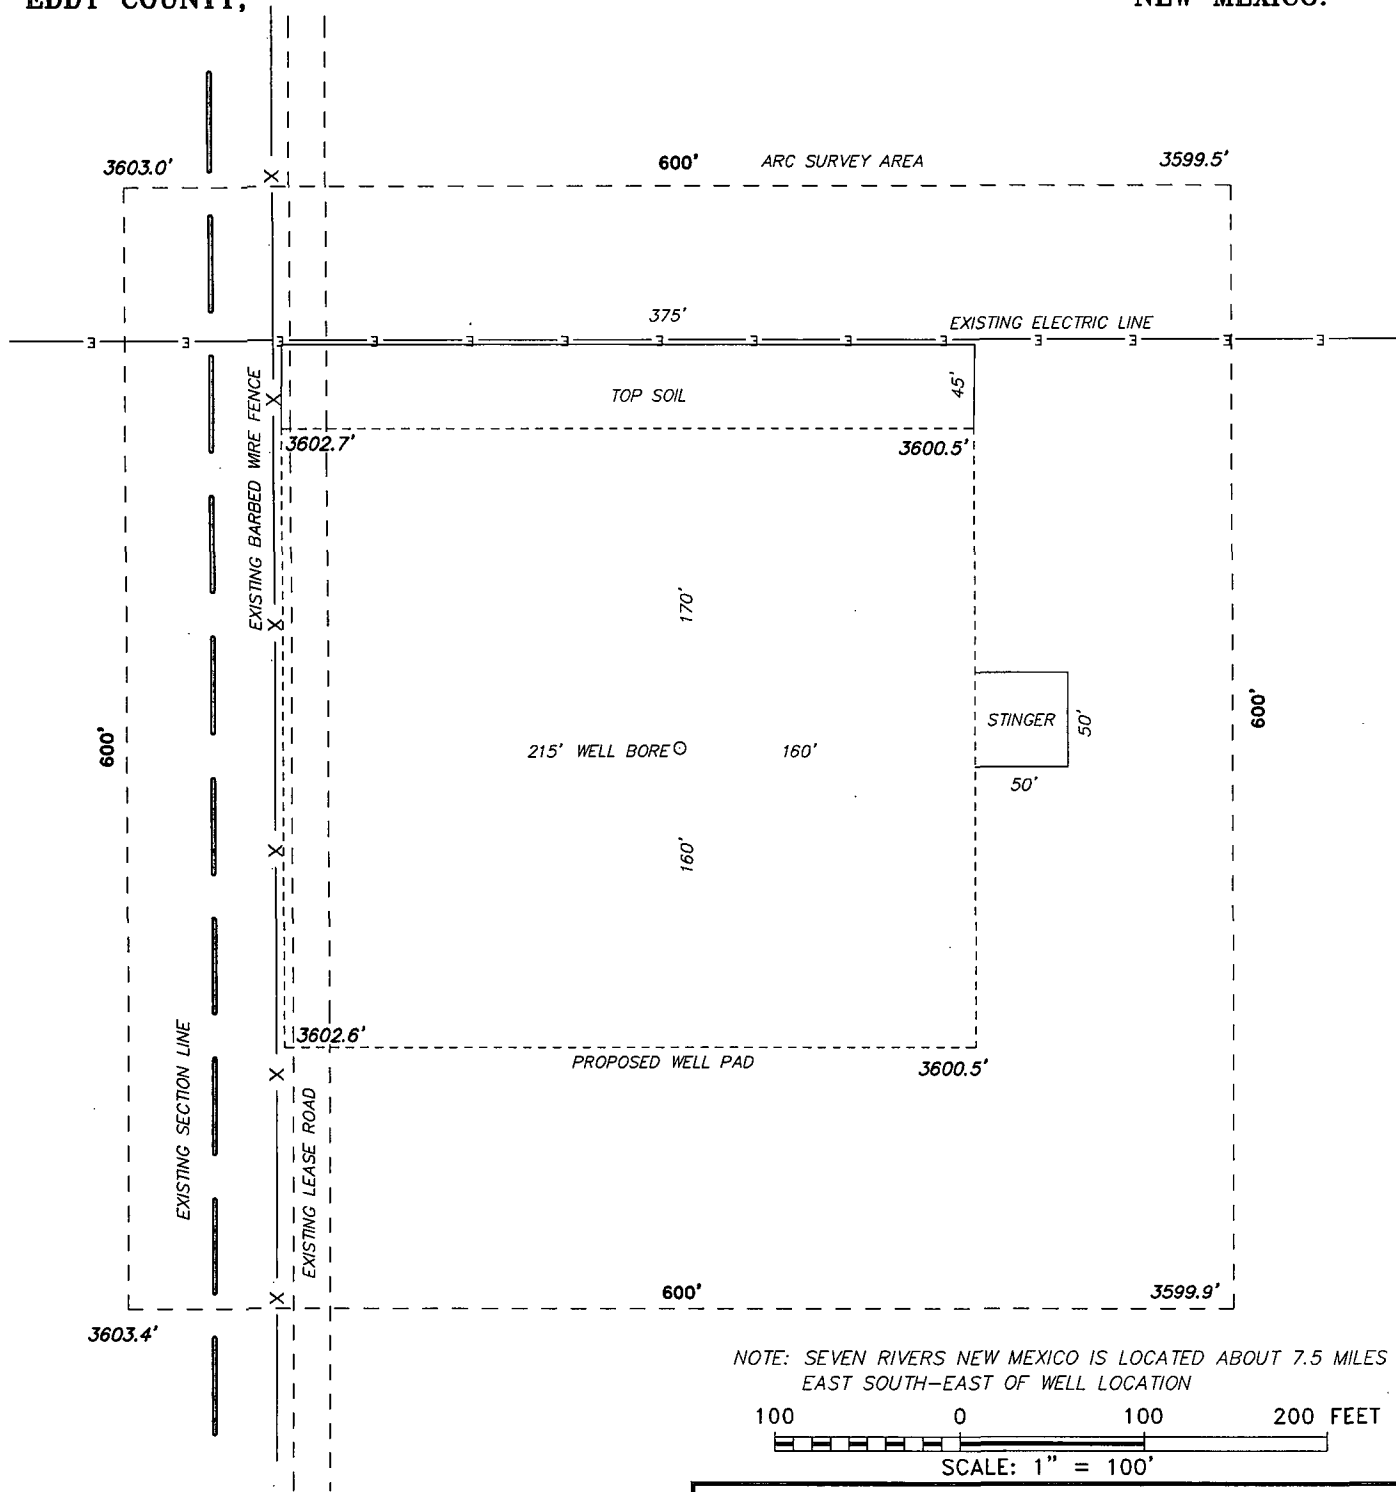 EDDY COUNTY, NEW MEXICO.
3603.0' 600' ARC SURVEY AREA 3599.5'
375'
EXISTING ELECTRIC LINE
TOP SOIL
45'
3602.7' 3600.5'
EXISTING BARBED WIRE FENCE
170'
215' WELL BORE 160'
STINGER
50'
50'
600'
600'
160'
3602.6'
PROPOSED WELL PAD
3600.5'
EXISTING SECTION LINE
EXISTING LEASE ROAD
600'
3599.9'
3603.4'
NOTE: SEVEN RIVERS NEW MEXICO IS LOCATED ABOUT 7.5 MILES
EAST SOUTH-EAST OF WELL LOCATION
100 0 100 200 FEET
SCALE: 1" = 100'